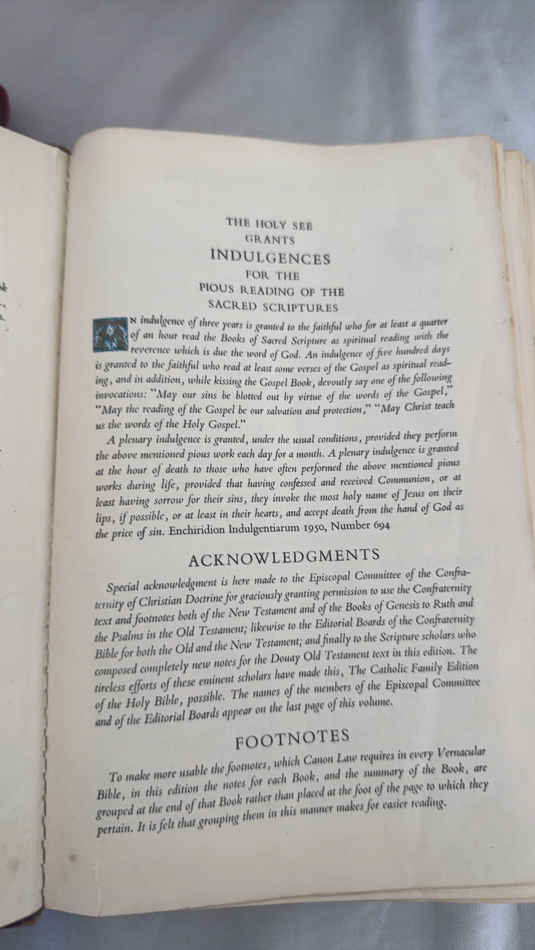 THE HOLY SEE
GRANTS
INDULGENCES
FOR THE
PIOUS READING OF THE
SACRED SCRIPTURES
AN indulgence of three years is granted to the faithful who for at least a quarter
of an hour read the Books of Sacred Scripture as spiritual reading with the
reverence which is due the word of God. An indulgence of five hundred days
is granted to the faithful who read at least some verses of the Gospel as spiritual read-
ing, and in addition, while kissing the Gospel Book, devoutly say one of the following
invocations: "May our sins be blotted out by virtue of the words of the Gospel,"
"May the reading of the Gospel be our salvation and protection," "May Christ teach
us the words of the Holy Gospel."
A plenary indulgence is granted, under the usual conditions, provided they perform
the above mentioned pious work each day for a month. A plenary indulgence is granted
at the hour of death to those who have often performed the above mentioned pious
works during life, provided that having confessed and received Communion, or at
least having sorrow for their sins, they invoke the most holy name of Jesus on their
lips, if possible, or at least in their hearts, and accept death from the hand of God as
the price of sin. Enchiridion Indulgentiarum 1950, Number 694
ACKNOWLEDGMENTS
Special acknowledgment is here made to the Episcopal Committee of the Confra-
ternity of Christian Doctrine for graciously granting permission to use the Confraternity
text and footnotes both of the New Testament and of the Books of Genesis to Ruth and
the Psalms in the Old Testament; likewise to the Editorial Boards of the Confraternity
Bible for both the Old and the New Testament; and finally to the Scripture scholars who
composed completely new notes for the Douay Old Testament text in this edition. The
tireless efforts of these eminent scholars have made this, The Catholic Family Edition
of the Holy Bible, possible. The names of the members of the Episcopal Committee
and of the Editorial Boards appear on the last page of this volume.
FOOTNOTES
To make more usable the footnotes, which Canon Law requires in every Vernacular
Bible, in this edition the notes for each Book, and the summary of the Book, are
grouped at the end of that Book rather than placed at the foot of the page to which they
pertain. It is felt that grouping them in this manner makes for easier reading.